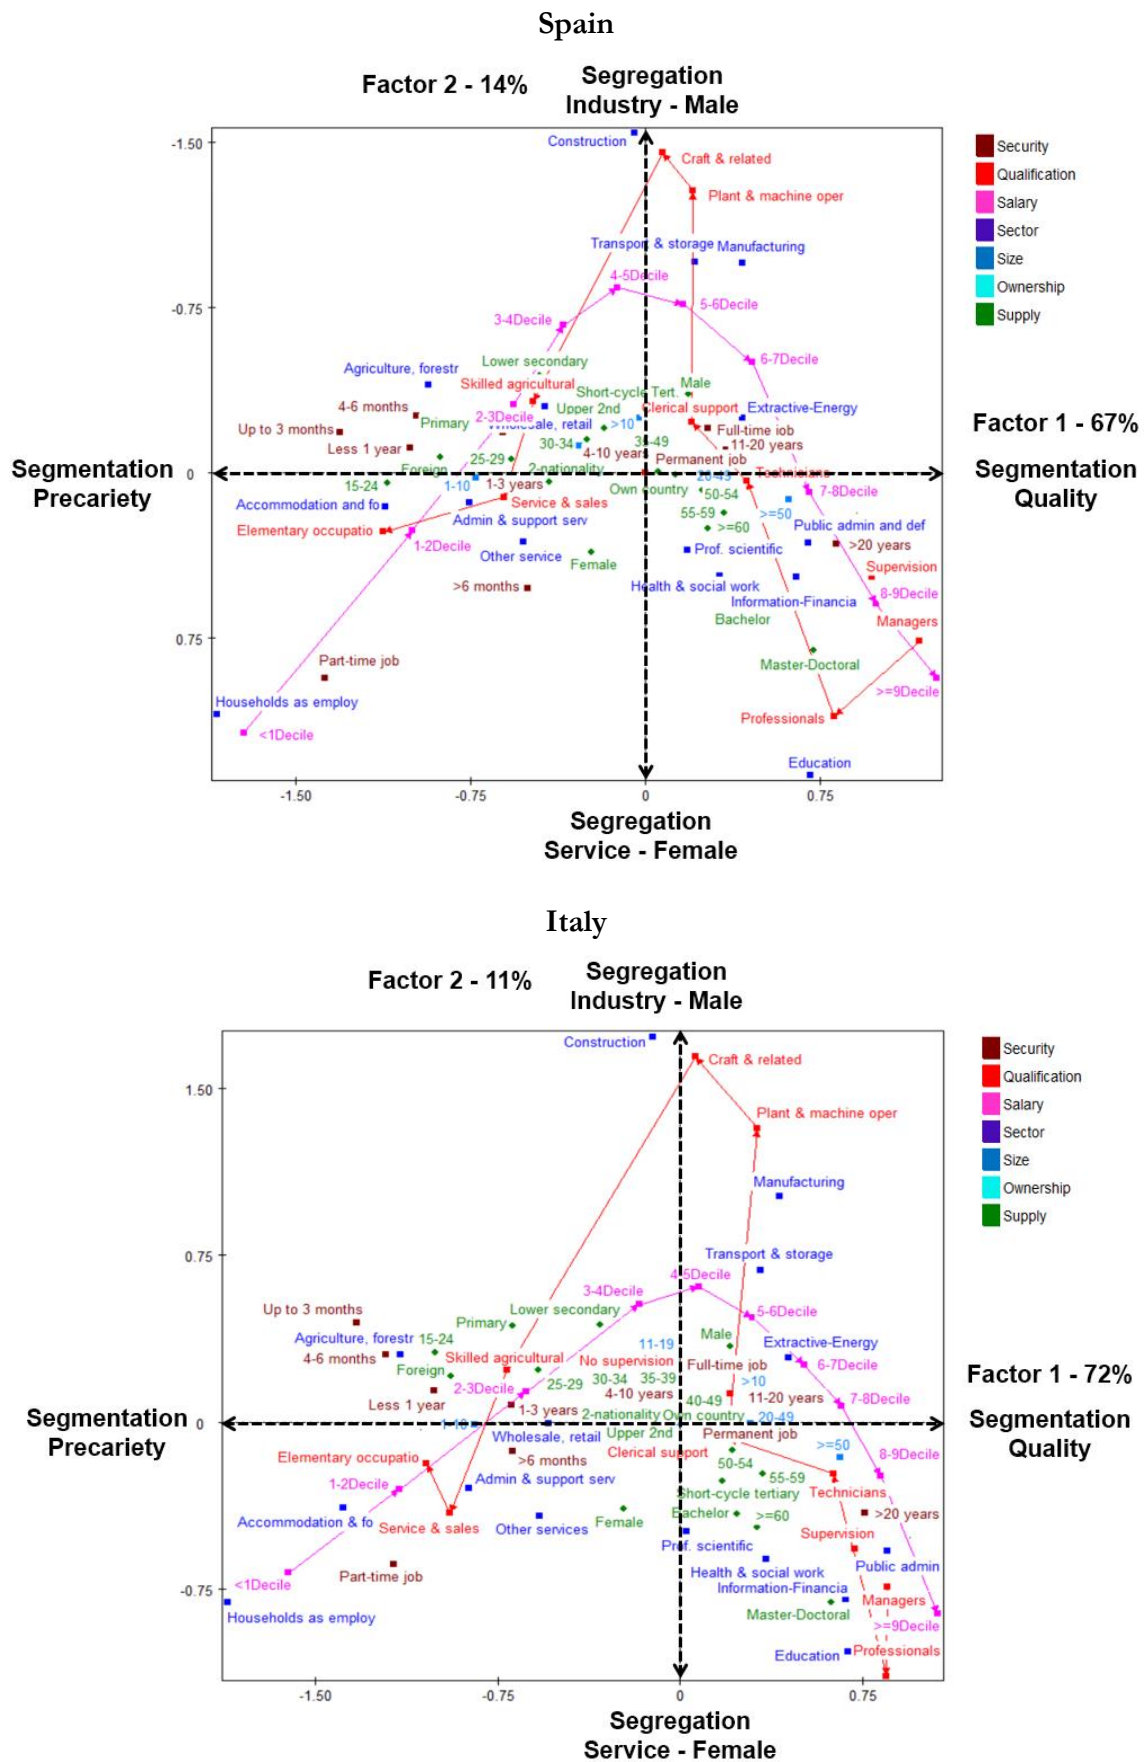 Spain
Factor 2 - 14%
Segregation
Industry - Male
Construction
Craft & related
Plant & machine oper
Transport & storage
Manufacturing
4-5Decile
5-6Decile
3-4Decile
6-7Decile
Lower secondary
Agriculture, forestr
Skilled agricultural
Short-cycle Tert.
Male
4-6 months
2-3Decile
Upper 2nd
Clerical support
Extractive-Energy
Primary
Wholesale, retail
>10
Up to 3 months
Full-time job
Less 1 year
30-34
35-49
11-20 years
4-10 years
Permanent job
Foreign
25-29
2-nationality
Technicians
15-24
1-10
1-3 years
Own country
20-49
7-8Decile
50-54
Accommodation and fo
Service & sales
>=50
55-59
Admin & support serv
>=60
Public admin and def
Elementary occupatio
1-2Decile
Other service
Prof. scientific
>20 years
Female
Supervision
>6 months
Health & social work
8-9Decile
Information-Financia
Bachelor
Managers
Part-time job
Master-Doctoral
>=9Decile
Households as employ
Professionals
<1Decile
Education
-1.50
-0.75
0
0.75
-1.50
-0.75
0
0.75
Security
Qualification
Salary
Sector
Size
Ownership
Supply
Factor 1 - 67%
Segmentation
Quality
Segmentation
Precariety
Segregation
Service - Female
Italy
Factor 2 - 11%
Segregation
Industry - Male
Construction
Craft & related
Plant & machine oper
Manufacturing
Transport & storage
4-5Decile
3-4Decile
Up to 3 months
Lower secondary
5-6Decile
Primary
Agriculture, forestr
15-24
11-19
Male
Extractive-Energy
4-6 months
Skilled agricultural
No supervision
Full-time job
6-7Decile
Foreign
25-29
30-34
35-39
>10
2-3Decile
4-10 years
40-49
11-20 years
7-8Decile
Less 1 year
1-3 years
2-nationality
Own country
20-49
1-10
Wholesale, retail
Upper 2nd
Permanent job
Elementary occupatio
>6 months
Clerical support
>=50
8-9Decile
1-2Decile
Admin & support serv
50-54
55-59
Short-cycle tertiary
Technicians
Accommodation & fo
Service & sales
Other services
Female
Bachelor
>=60
>20 years
Supervision
Prof. scientific
Part-time job
Health & social work
Public admin
<1Decile
Information-Financia
Managers
Households as employ
Master-Doctoral
>=9Decile
Education
Professionals
1.50
0.75
0
-0.75
-1.50
-0.75
0
0.75
Security
Qualification
Salary
Sector
Size
Ownership
Supply
Factor 1 - 72%
Segmentation
Quality
Segmentation
Precariety
Segregation
Service - Female